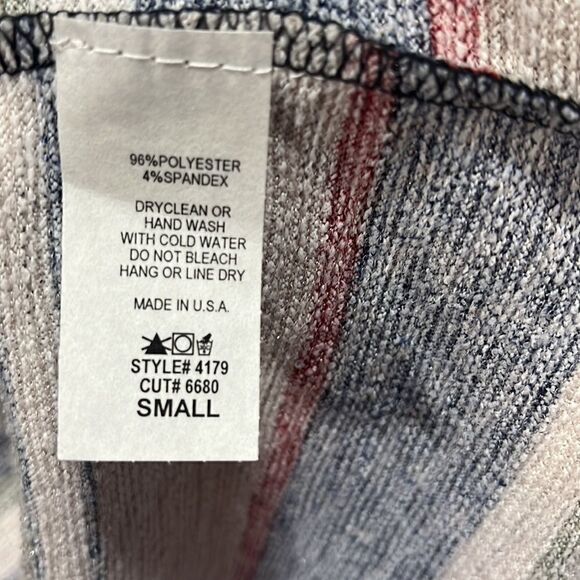 96%POLYESTER
4%SPANDEX
DRYCLEAN OR
HAND WASH
WITH COLD WATER
DO NOT BLEACH
HANG OR LINE DRY
MADE IN U.S.A.
STYLE# 4179
CUT# 6680
SMALL